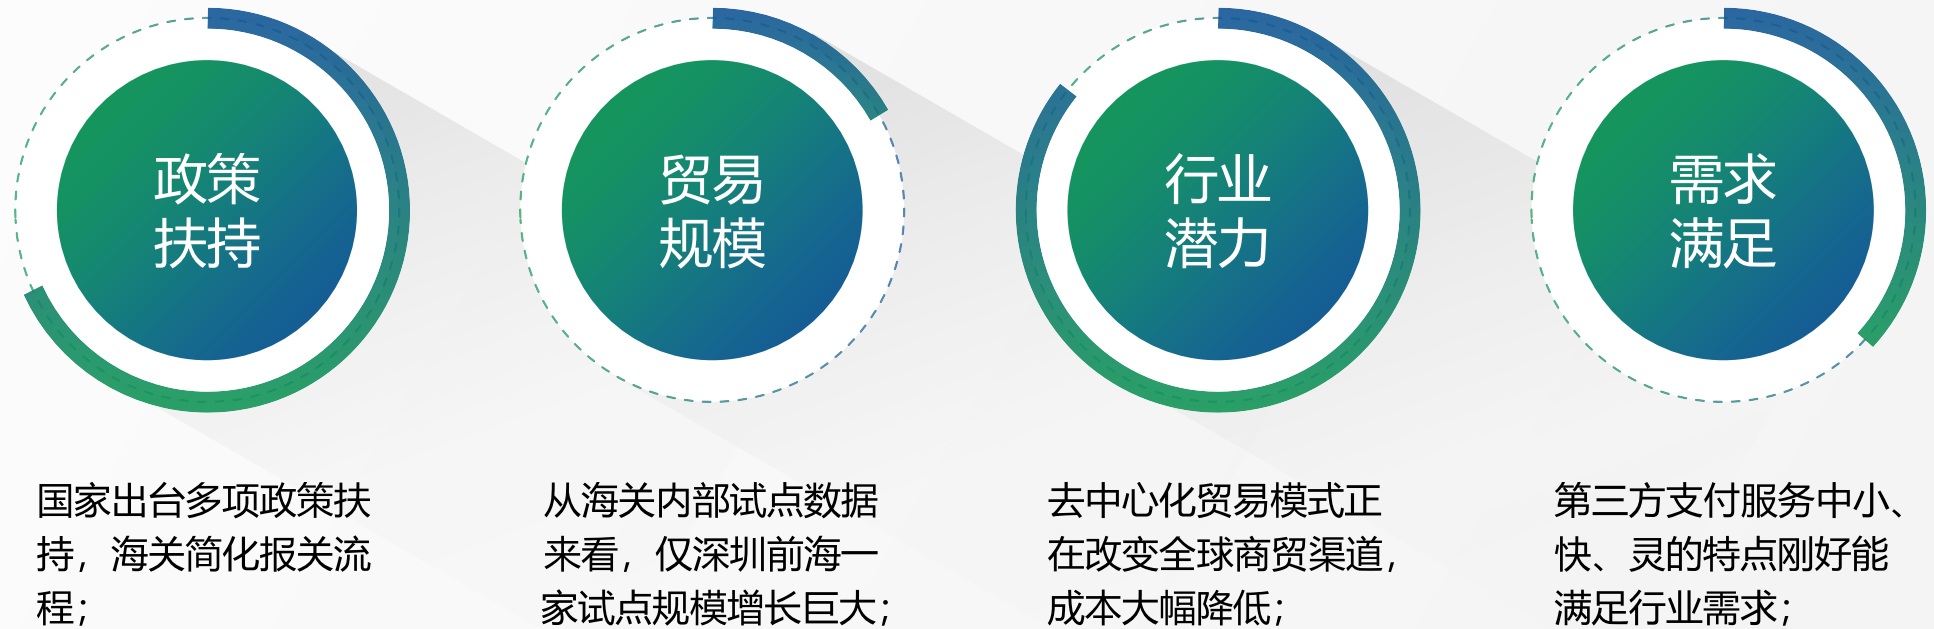 政策
扶持
贸易
规模
行业
潜力
需求
满足
国家出台多项政策扶
持，海关简化报关流
程；
从海关内部试点数据
来看，仅深圳前海一
家试点规模增长巨大；
去中心化贸易模式正
在改变全球商贸渠道，
成本大幅降低；
第三方支付服务中小、
快、灵的特点刚好能
满足行业需求；